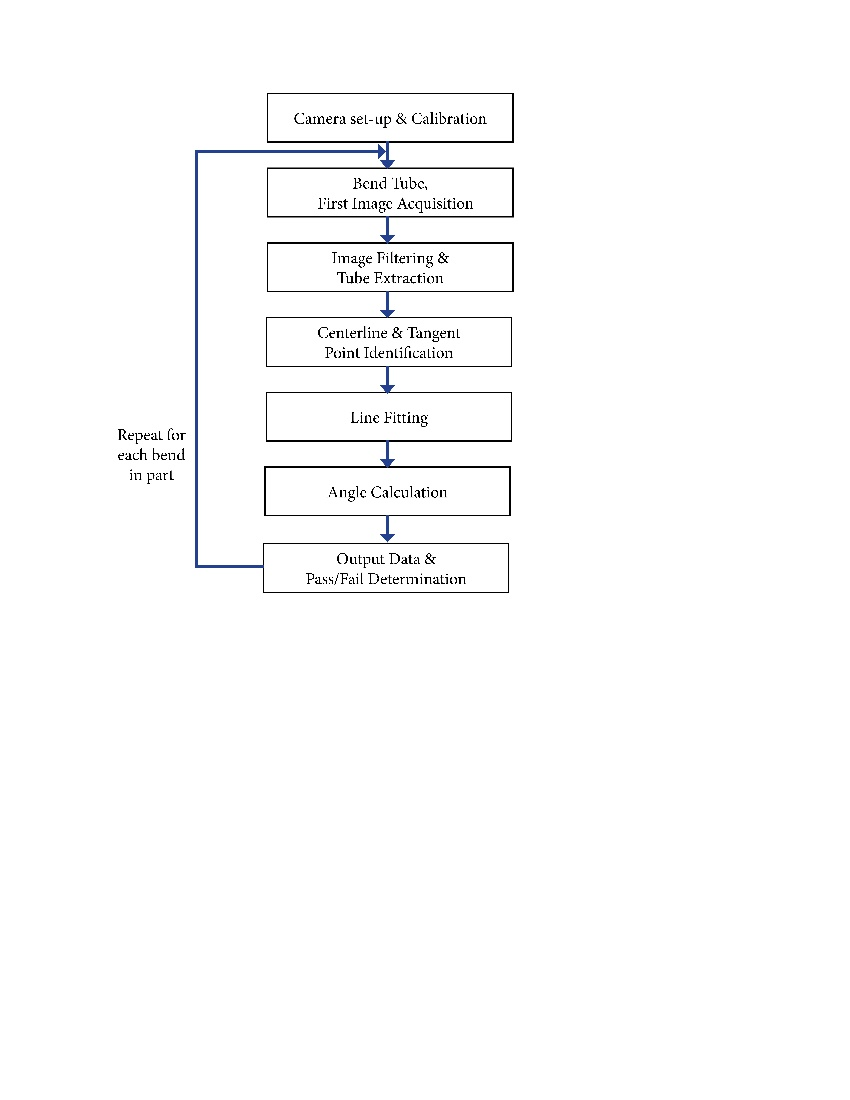 Camera set-up & Calibration
Bend Tube,
First Image Acquisition
Image Filtering &
Tube Extraction
Centerline & Tangent
Point Identification
Line Fitting
Repeat for
each bend
in part
Angle Calculation
Output Data &
Pass/Fail Determination